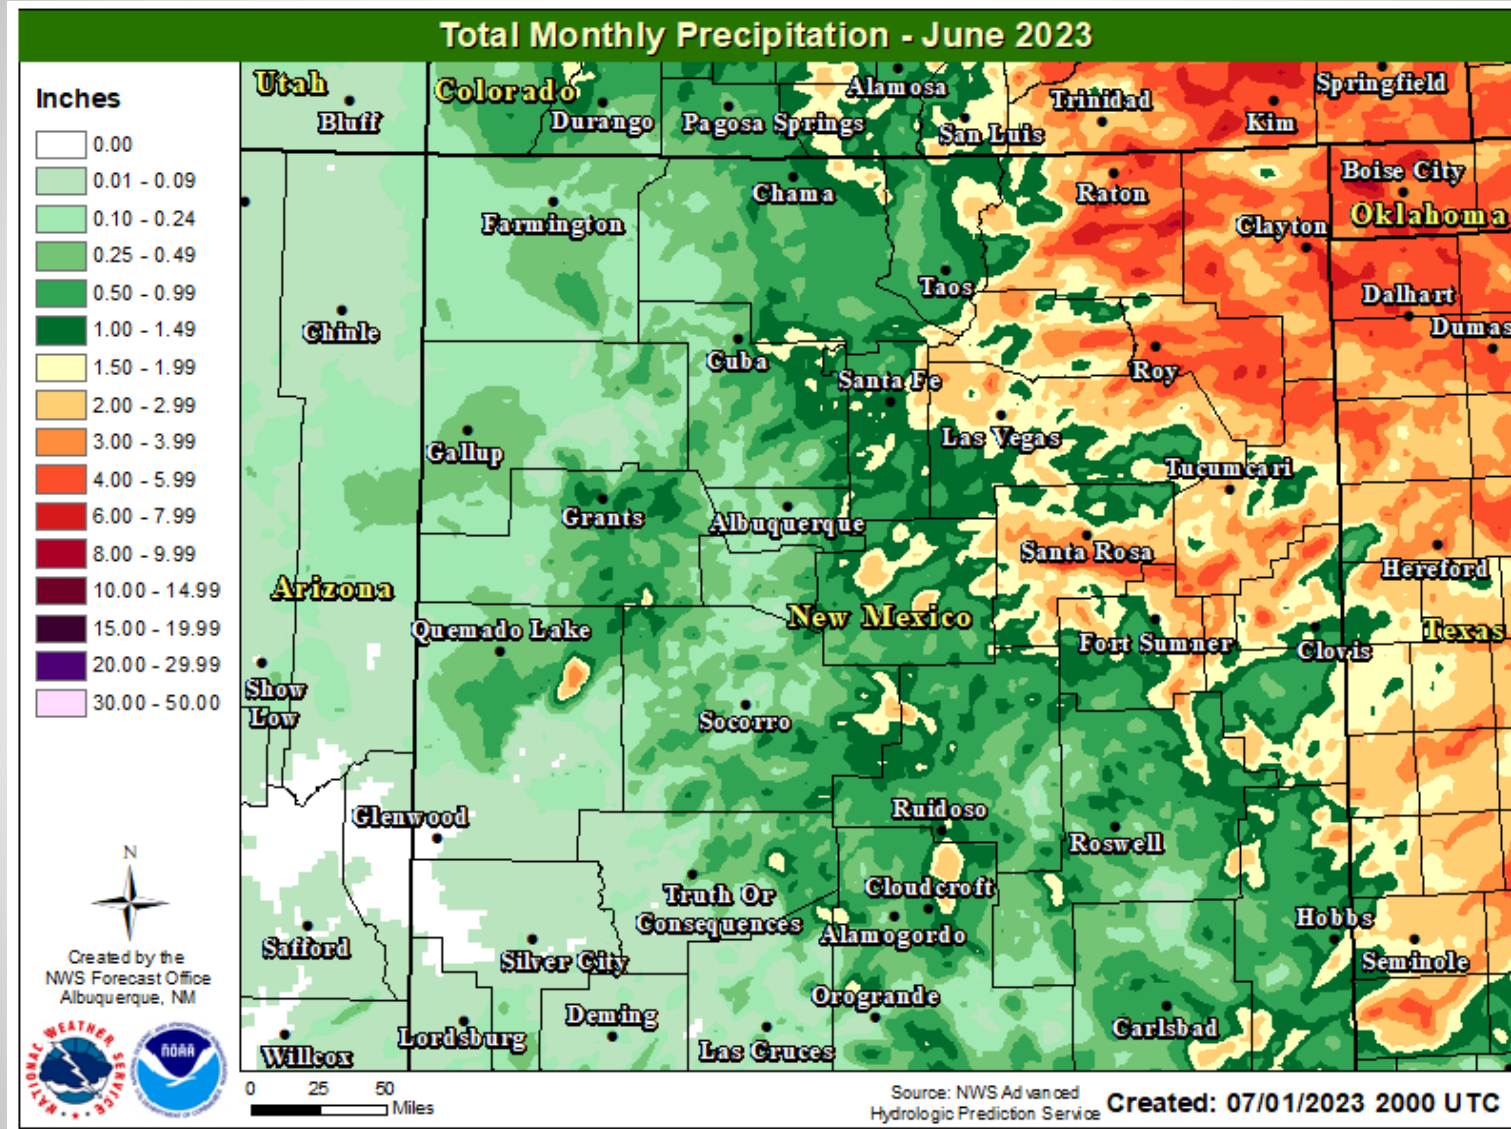 Total Monthly Precipitation - June 2023
Inches
0.00
0.01 - 0.09
0.10 - 0.24
0.25 - 0.49
0.50 - 0.99
1.00 - 1.49
1.50 - 1.99
2.00 - 2.99
3.00 - 3.99
4.00 - 5.99
6.00 - 7.99
8.00 - 9.99
10.00 - 14.99
15.00 - 19.99
20.00 - 29.99
30.00 - 50.00
Utah
Bluff
Colorado
Durango
Pagosa Springs
Alamosa
San Luis
Trinidad
Kim
Springfield
Farmington
Chama
Raton
Boise City
Oklahoma
Clayton
Chinle
Taos
Dalhart
Dumas
Cuba
Santa Fe
Roy
Gallup
Las Vegas
Tucumcari
Grants
Albuquerque
Santa Rosa
Hereford
Arizona
New Mexico
Texas
Quemado Lake
Fort Sumner
Clovis
Show
Low
Socorro
Glenwood
Ruidoso
Roswell
Truth Or
Consequences
Cloudcroft
Alamogordo
Hobbs
Safford
Silver City
Seminole
Orogrande
Lordsburg
Deming
Las Cruces
Carlsbad
Willcox
N
Created by the
NWS Forecast Office
Albuquerque, NM
NATIONAL WEATHER SERVICE
NOAA
0 25 50
Miles
Source: NWS Advanced
Hydrologic Prediction Service
Created: 07/01/2023 2000 UTC